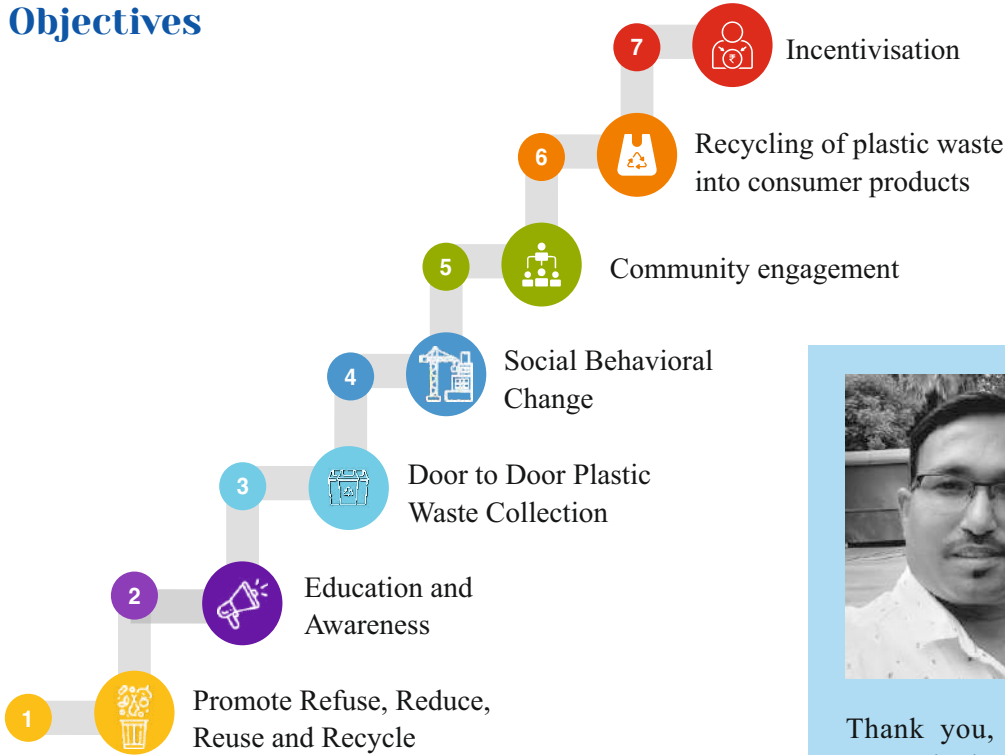 Objectives
7
Incentivisation
6
Recycling of plastic waste
into consumer products
5
Community engagement
4
Social Behavioral
Change
3
Door to Door Plastic
Waste Collection
2
Education and
Awareness
1
Promote Refuse, Reduce,
Reuse and Recycle
Thank you,